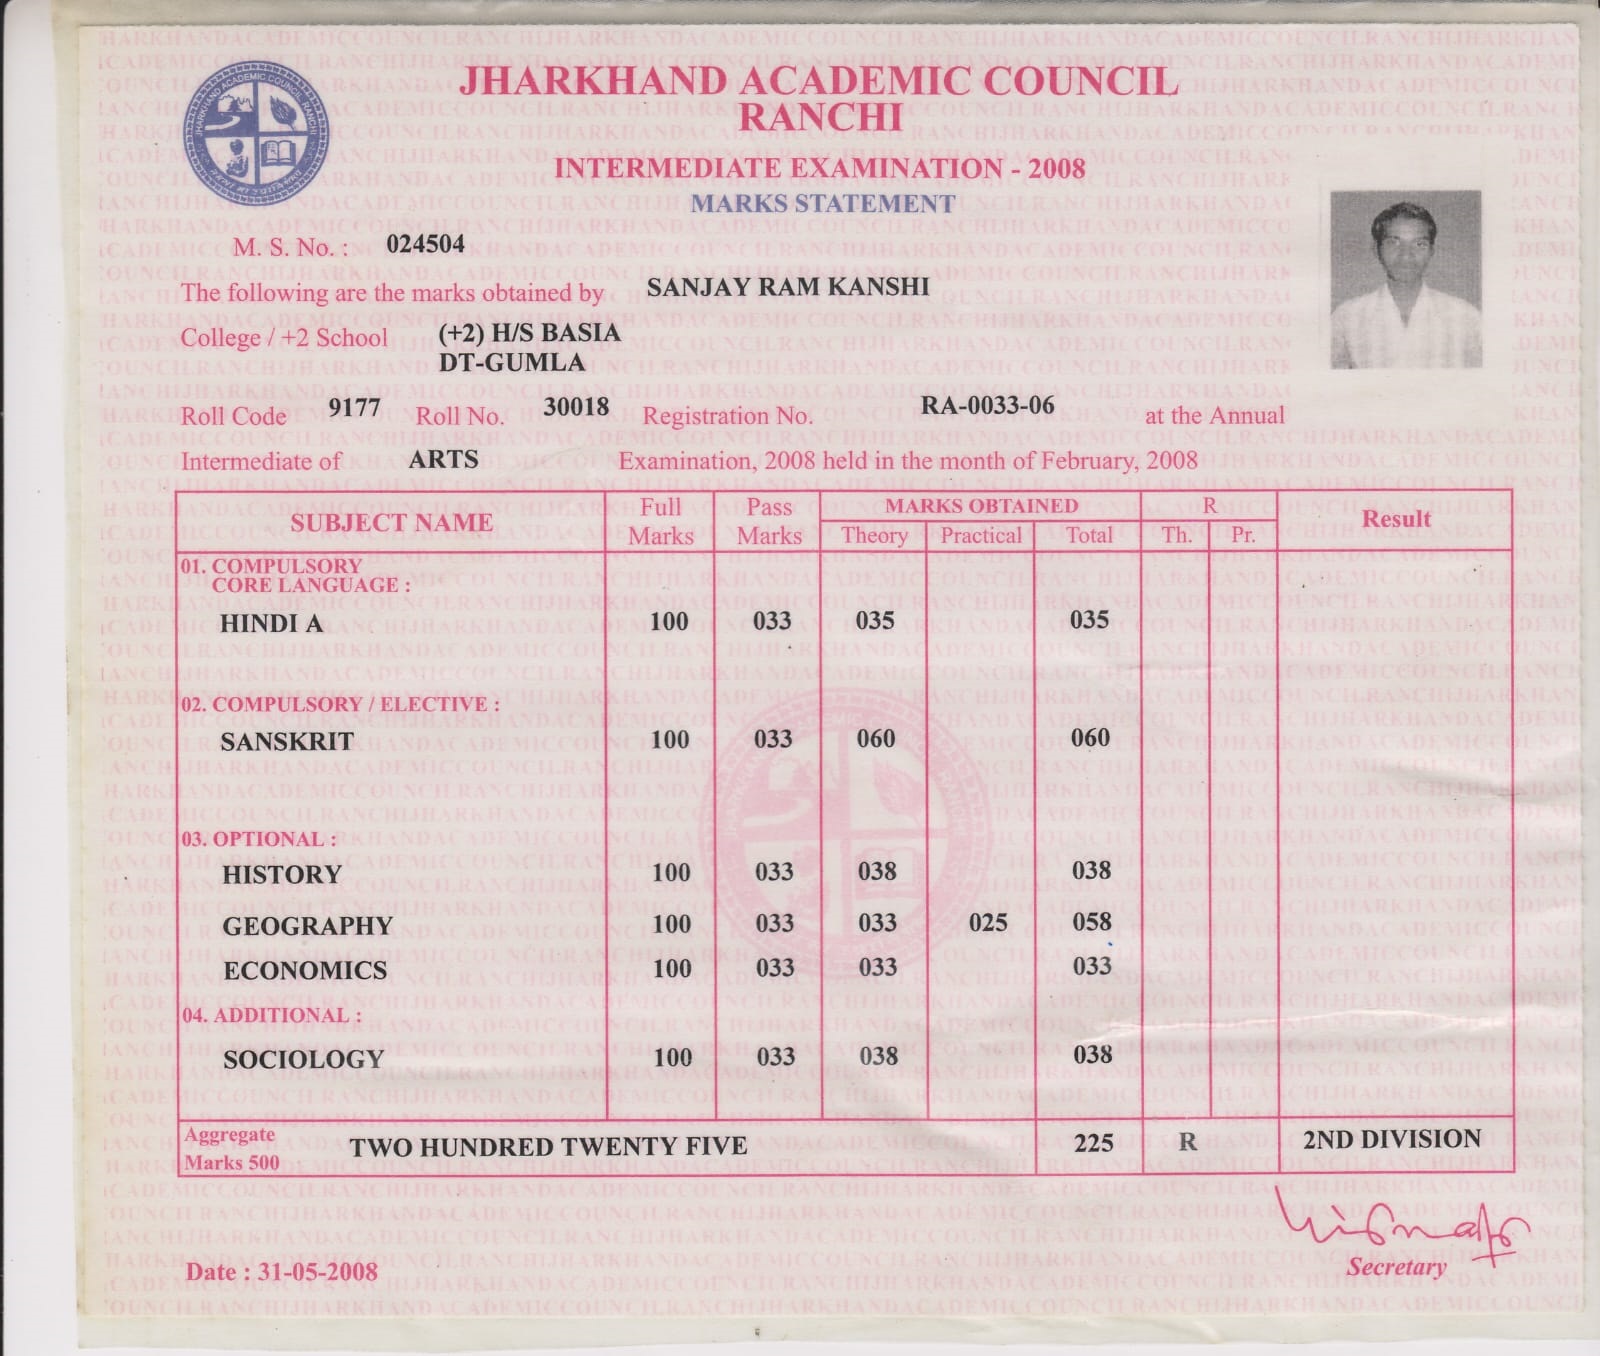 JHARKHAND ACADEMIC COUNCIL
RANCHI
INTERMEDIATE EXAMINATION - 2008
MARKS STATEMENT
JHARKHAND ACADEMIC COUNCIL RANCHI
M. S. No. : 024504
The following are the marks obtained by SANJAY RAM KANSHI
College / +2 School (+2) H/S BASIA
DT-GUMLA
Roll Code 9177 Roll No. 30018 Registration No. RA-0033-06 at the Annual
Intermediate of ARTS Examination, 2008 held in the month of February, 2008
SUBJECT NAME Full Marks Pass Marks MARKS OBTAINED R Result
Theory Practical Total Th. Pr.
01. COMPULSORY
CORE LANGUAGE :
HINDI A 100 033 035 035
02. COMPULSORY / ELECTIVE :
SANSKRIT 100 033 060 060
03. OPTIONAL :
HISTORY 100 033 038 038
GEOGRAPHY 100 033 033 025 058
ECONOMICS 100 033 033 033
04. ADDITIONAL :
SOCIOLOGY 100 033 038 038
Aggregate
Marks 500 TWO HUNDRED TWENTY FIVE 225 R 2ND DIVISION
Date : 31-05-2008
Secretary